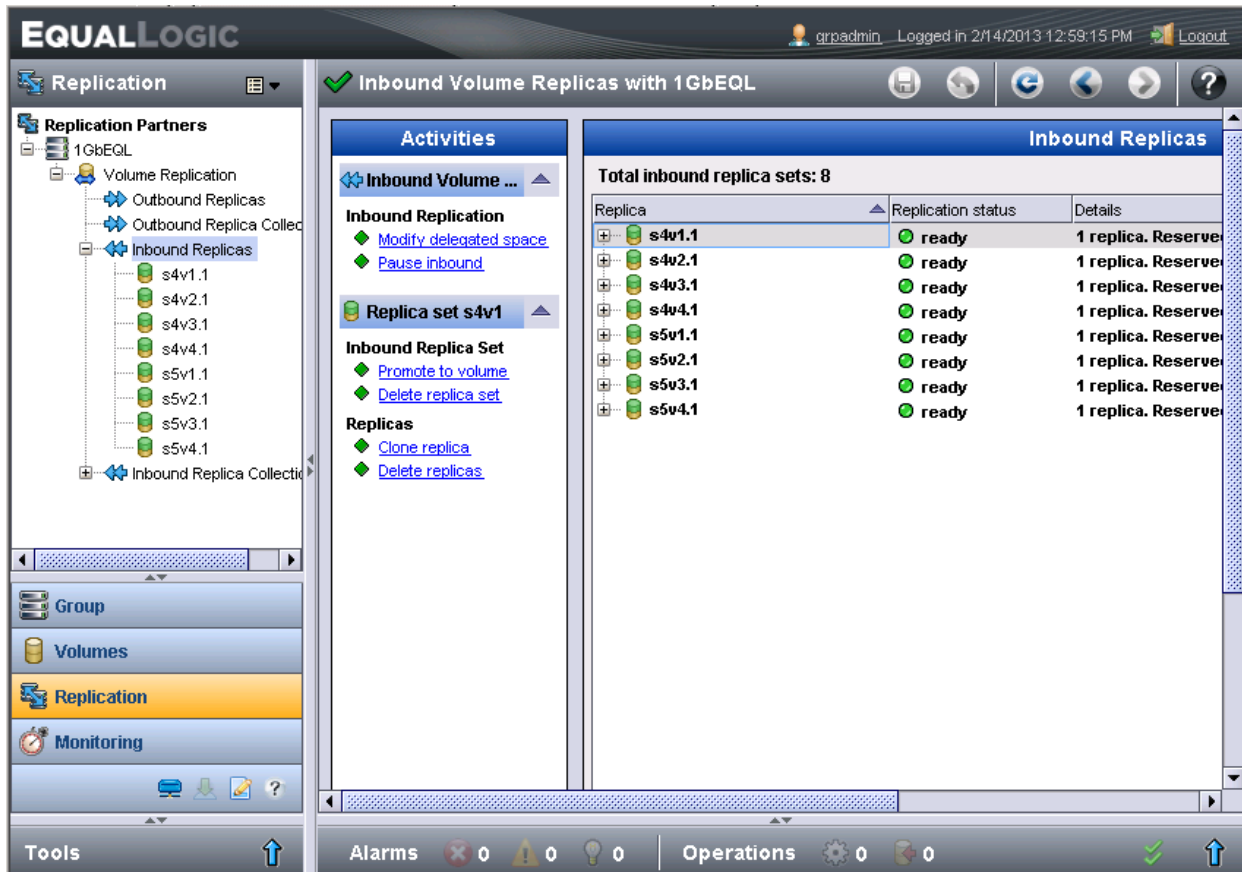 EQUALLOGIC
grpadmin Logged in 2/14/2013 12:59:15 PM Logout
Replication
Inbound Volume Replicas with 1GbEQL
?
Replication Partners
1GbEQL
Volume Replication
Outbound Replicas
Outbound Replica Collec
Inbound Replicas
s4v1.1
s4v2.1
s4v3.1
s4v4.1
s5v1.1
s5v2.1
s5v3.1
s5v4.1
Inbound Replica Collectic
Group
Volumes
Replication
Monitoring
?
Tools
Activities
Inbound Volume ...
Inbound Replication
Modify delegated space
Pause inbound
Replica set s4v1
Inbound Replica Set
Promote to volume
Delete replica set
Replicas
Clone replica
Delete replicas
Inbound Replicas
Total inbound replica sets: 8
Replica Replication status Details
s4v1.1 ready 1 replica. Reserve
s4v2.1 ready 1 replica. Reserve
s4v3.1 ready 1 replica. Reserve
s4v4.1 ready 1 replica. Reserve
s5v1.1 ready 1 replica. Reserve
s5v2.1 ready 1 replica. Reserve
s5v3.1 ready 1 replica. Reserve
s5v4.1 ready 1 replica. Reserve
Alarms 0 0 0 Operations 0 0